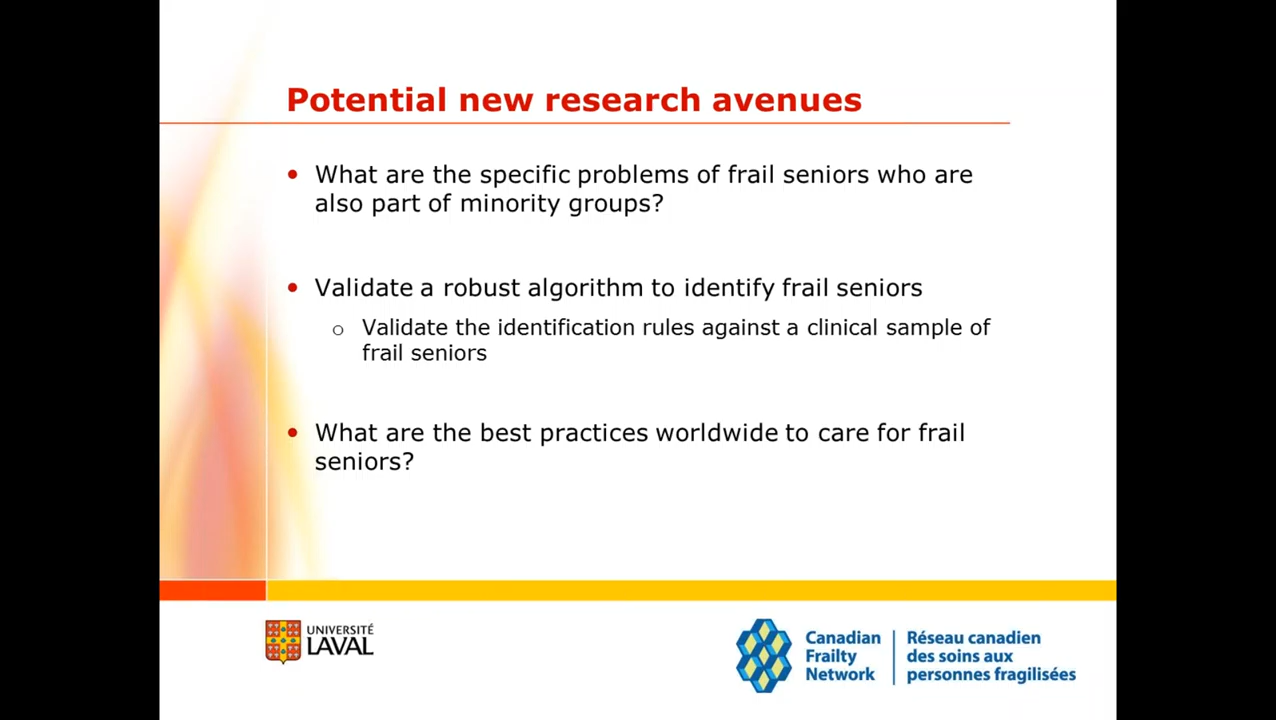 Potential new research avenues
• What are the specific problems of frail seniors who are
also part of minority groups?
• Validate a robust algorithm to identify frail seniors
o Validate the identification rules against a clinical sample of
frail seniors
• What are the best practices worldwide to care for frail
seniors?
UNIVERSITÉ
LAVAL
Canadian
Frailty
Network
Réseau canadien
des soins aux
personnes fragilisées